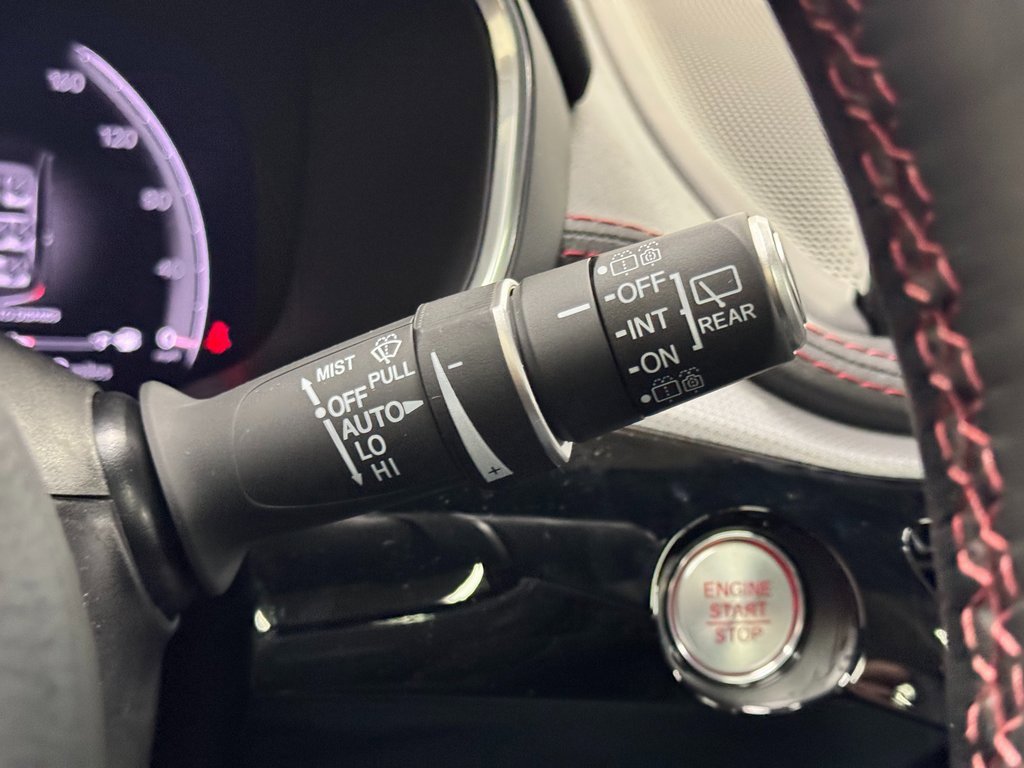 160
120
80
40
0
MIST
PULL
OFF
AUTO
LO
HI
−
+
-OFF
-INT
-ON
REAR
ENGINE
START
STOP